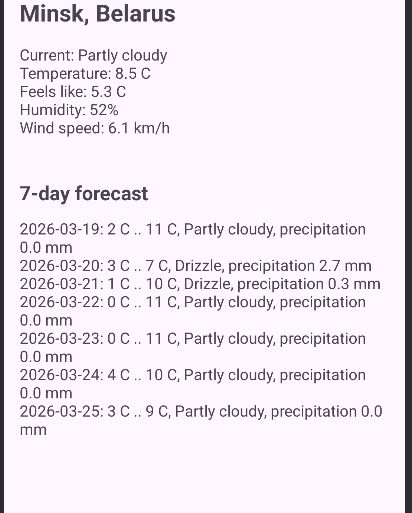 Minsk, Belarus
Current: Partly cloudy
Temperature: 8.5 C
Feels like: 5.3 C
Humidity: 52%
Wind speed: 6.1 km/h
7-day forecast
2026-03-19: 2 C .. 11 C, Partly cloudy, precipitation
0.0 mm
2026-03-20: 3 C .. 7 C, Drizzle, precipitation 2.7 mm
2026-03-21: 1 C .. 10 C, Drizzle, precipitation 0.3 mm
2026-03-22: 0 C .. 11 C, Partly cloudy, precipitation
0.0 mm
2026-03-23: 0 C .. 11 C, Partly cloudy, precipitation
0.0 mm
2026-03-24: 4 C .. 10 C, Partly cloudy, precipitation
0.0 mm
2026-03-25: 3 C .. 9 C, Partly cloudy, precipitation 0.0
mm